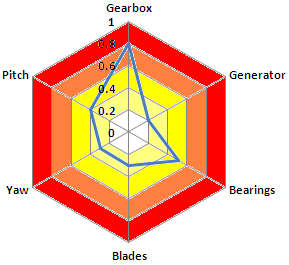 Gearbox
1
0.8
0.6
0.4
0.2
0
Pitch
Generator
Yaw
Bearings
Blades